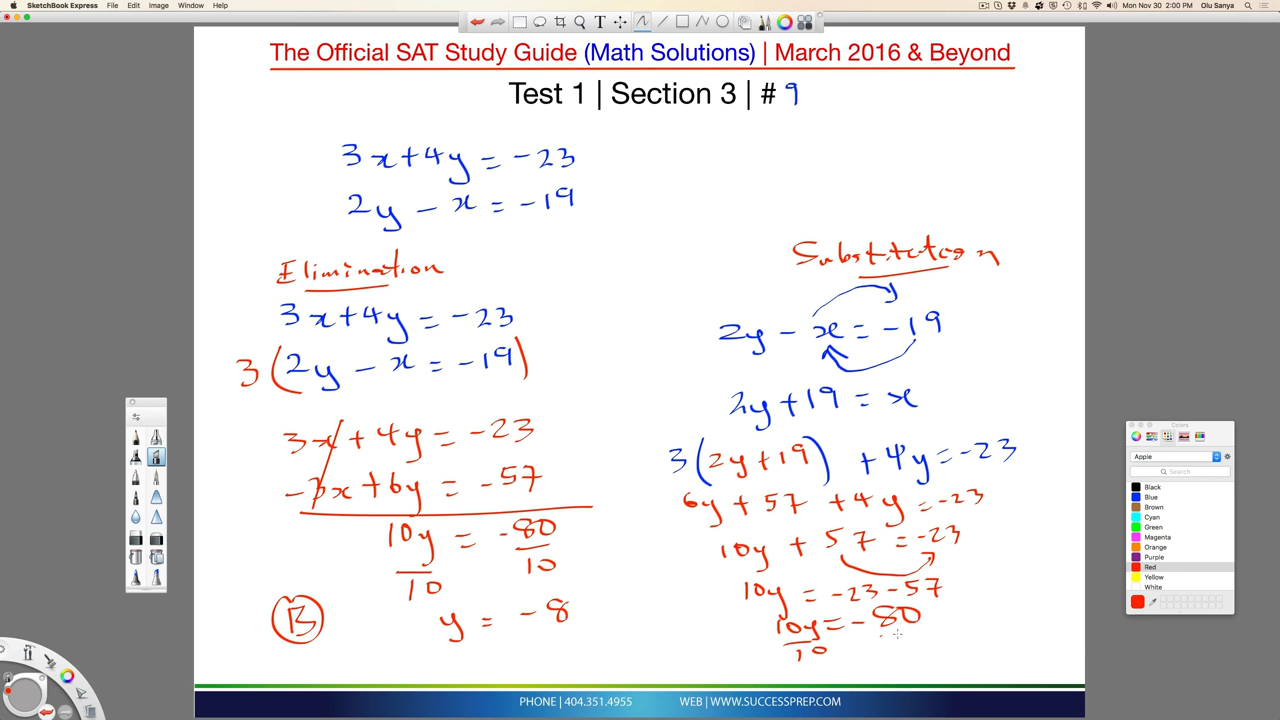 SketchBook Express File Edit Image Window Help
Mon Nov 30 2:00 PM Olu Sanya
The Official SAT Study Guide (Math Solutions) | March 2016 & Beyond
Test 1 | Section 3 | # 9
3x+4y = -23
2y - x = -19
Elimination
3x+4y = -23
3(2y - x = -19)
3x + 4y = -23
-3x + 6y = -57
10y = -80
10 10
y = -8
B
Substitution
2y - x = -19
2y + 19 = x
3(2y+19) + 4y = -23
6y + 57 + 4y = -23
10y + 57 = -23
10y = -23 - 57
10y = -80
10
Colors
Apple
Search
Black
Blue
Brown
Cyan
Green
Magenta
Orange
Purple
Red
Yellow
White
PHONE | 404.351.4955 WEB | WWW.SUCCESSPREP.COM